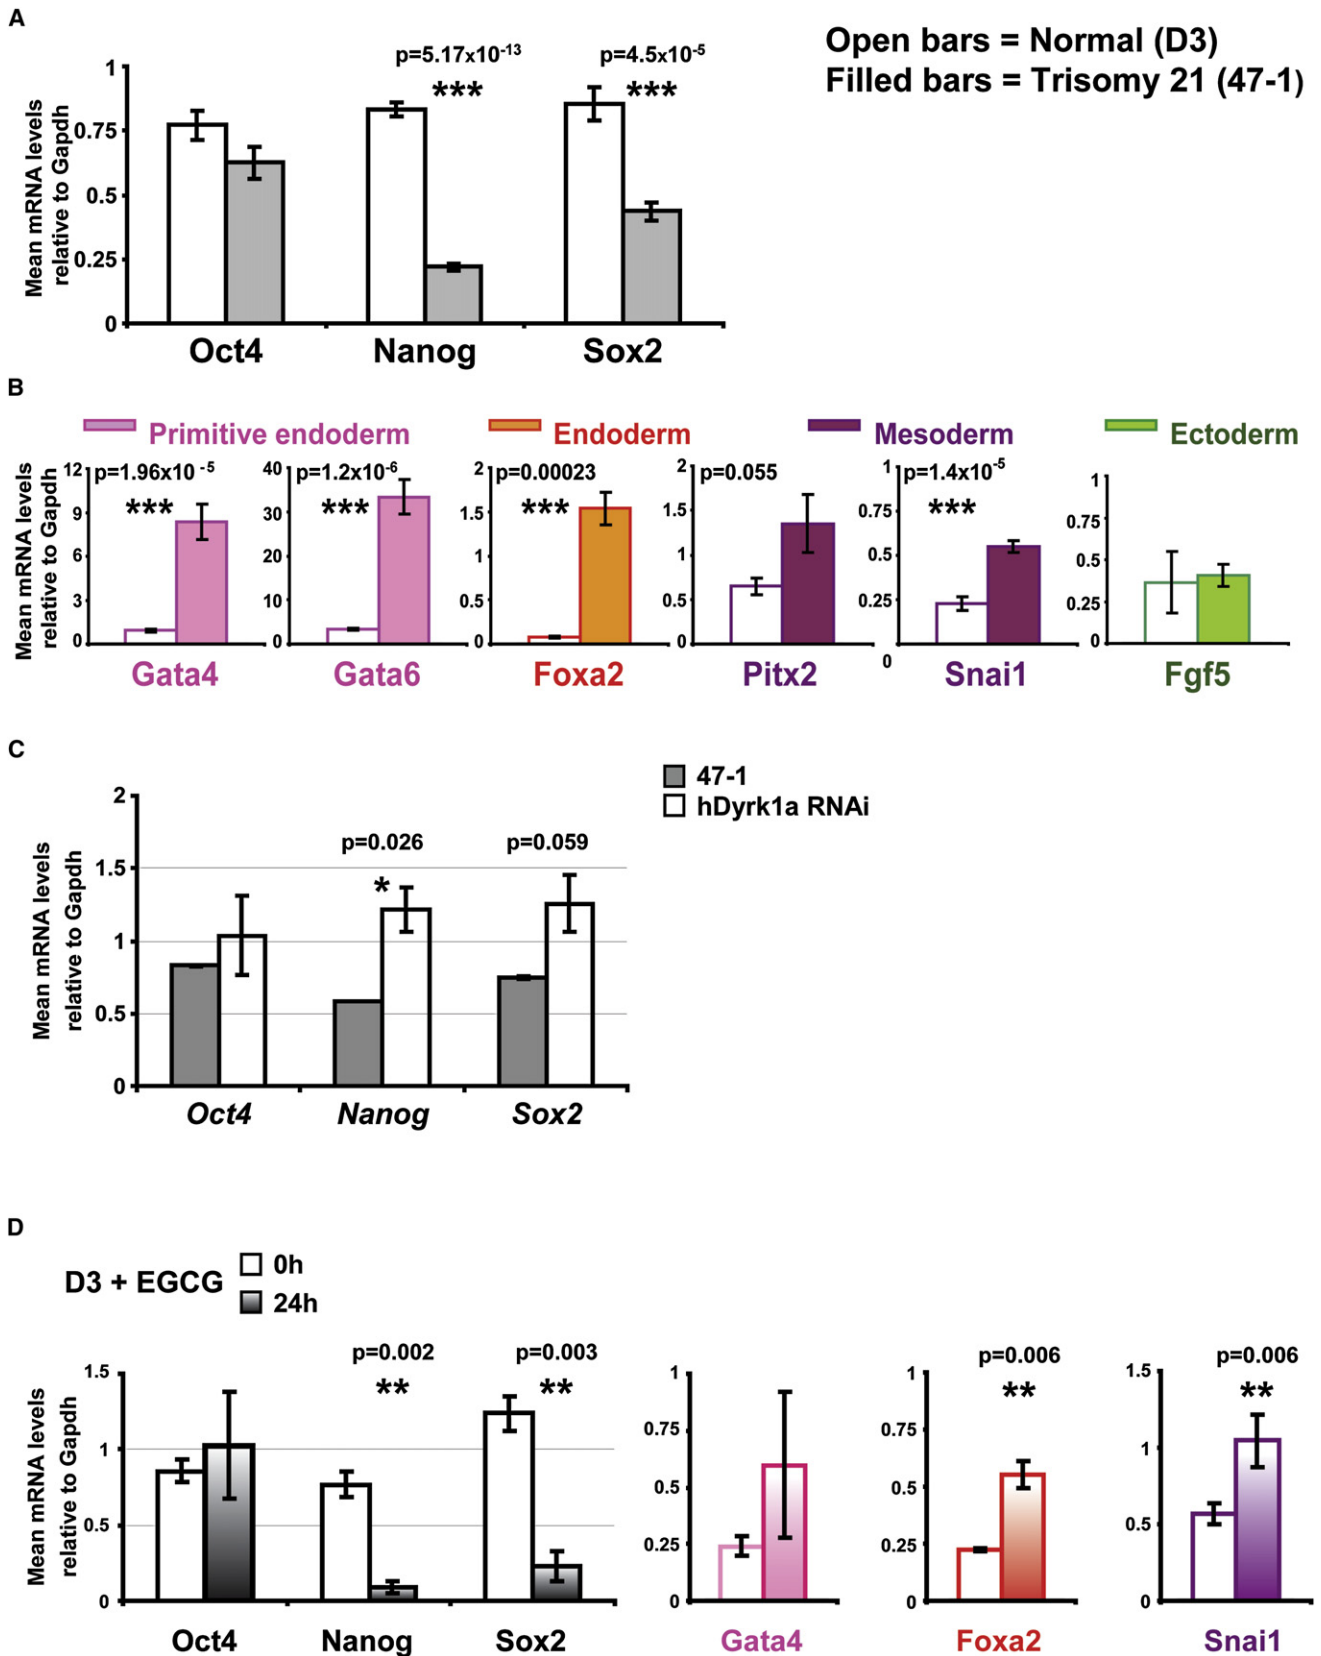 A
Open bars = Normal (D3)
Filled bars = Trisomy 21 (47-1)
p=5.17x10-13
***
p=4.5x10-5
***
Mean mRNA levels
relative to Gapdh
1
0.75
0.5
0.25
0
Oct4 Nanog Sox2
B
Primitive endoderm Endoderm Mesoderm Ectoderm
Mean mRNA levels
relative to Gapdh
12
9
6
3
0
p=1.96x10 -5
***
Gata4
40
30
20
10
0
p=1.2x10-6
***
Gata6
2
1.5
1
0.5
0
p=0.00023
***
Foxa2
2
1.5
1
0.5
0
p=0.055
Pitx2
1
0.75
0.5
0.25
0
p=1.4x10-5
***
Snai1
1
0.75
0.5
0.25
0
Fgf5
C
47-1
hDyrk1a RNAi
Mean mRNA levels
relative to Gapdh
2
1.5
1
0.5
0
p=0.026
*
p=0.059
Oct4 Nanog Sox2
D
D3 + EGCG
0h
24h
Mean mRNA levels
relative to Gapdh
1.5
1
0.5
0
p=0.002
**
p=0.003
**
Oct4 Nanog Sox2
1
0.75
0.5
0.25
0
Gata4
1
0.75
0.5
0.25
0
p=0.006
**
Foxa2
1.5
1
0.5
0
p=0.006
**
Snai1